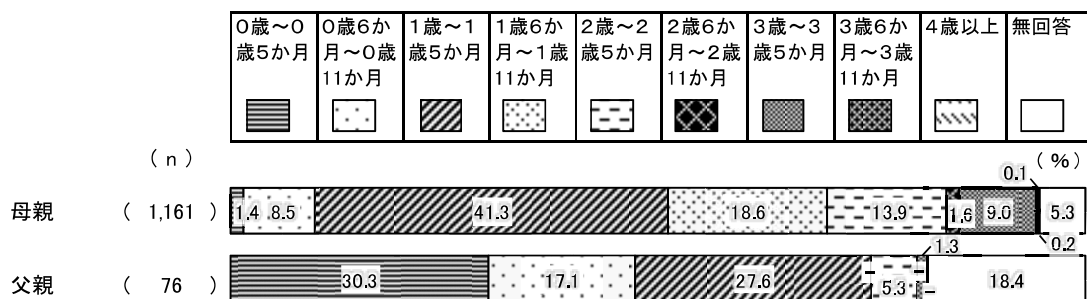 0歳～0歳5か月 0歳6か月～0歳11か月 1歳～1歳5か月 1歳6か月～1歳11か月 2歳～2歳5か月 2歳6か月～2歳11か月 3歳～3歳5か月 3歳6か月～3歳11か月 4歳以上 無回答
(n) (%)
0.1
母親 (1,161) 1.4 8.5 41.3 18.6 13.9 1.6 9.0 5.3
0.2
1.3
父親 (76) 30.3 17.1 27.6 5.3 18.4